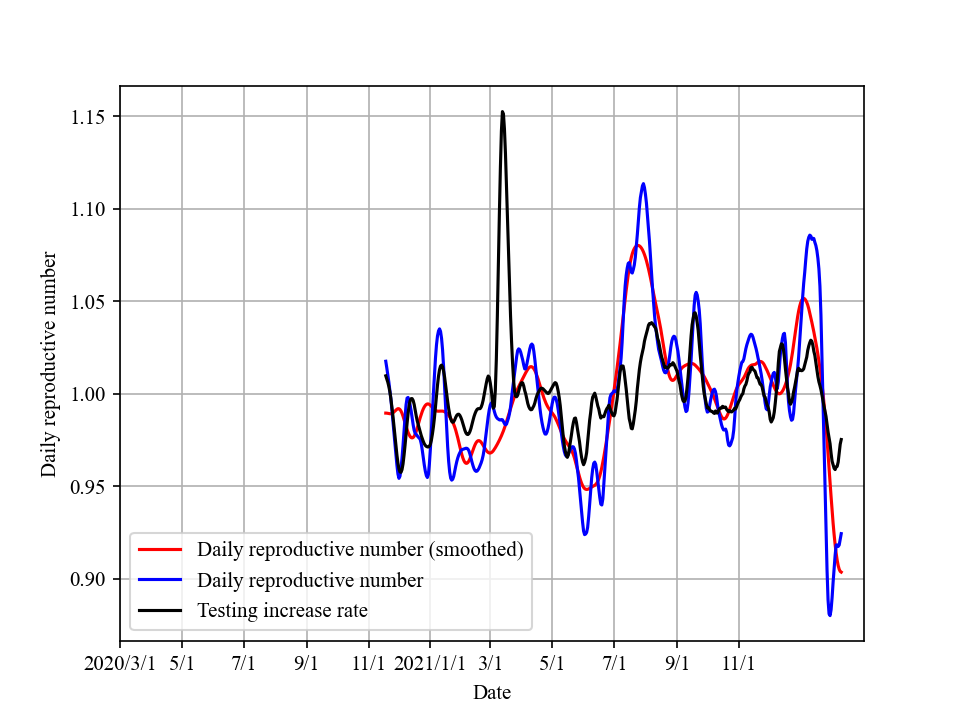 1.15
1.10
1.05
1.00
0.95
0.90
Daily reproductive number
Daily reproductive number (smoothed)
Daily reproductive number
Testing increase rate
2020/3/1 5/1 7/1 9/1 11/1 2021/1/1 3/1 5/1 7/1 9/1 11/1
Date